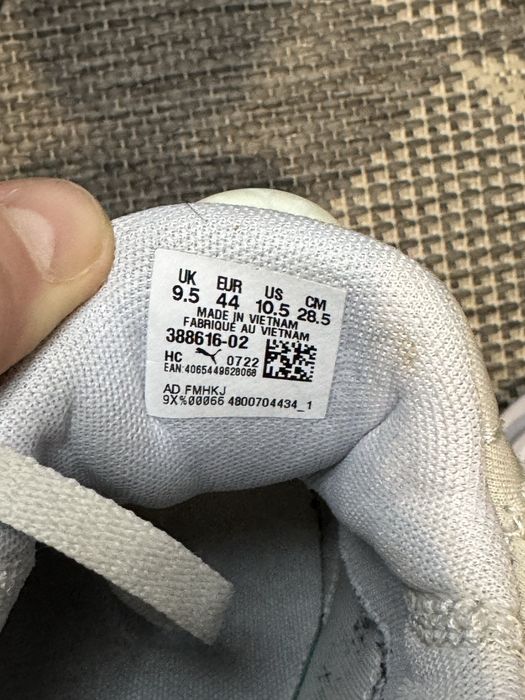 UK EUR US CM
9.5 44 10.5 28.5
MADE IN VIETNAM
FABRIQUÉ AU VIETNAM
388616-02
HC 0722
EAN:4065449628068
AD FMHKJ
9X%00066 4800704434_1